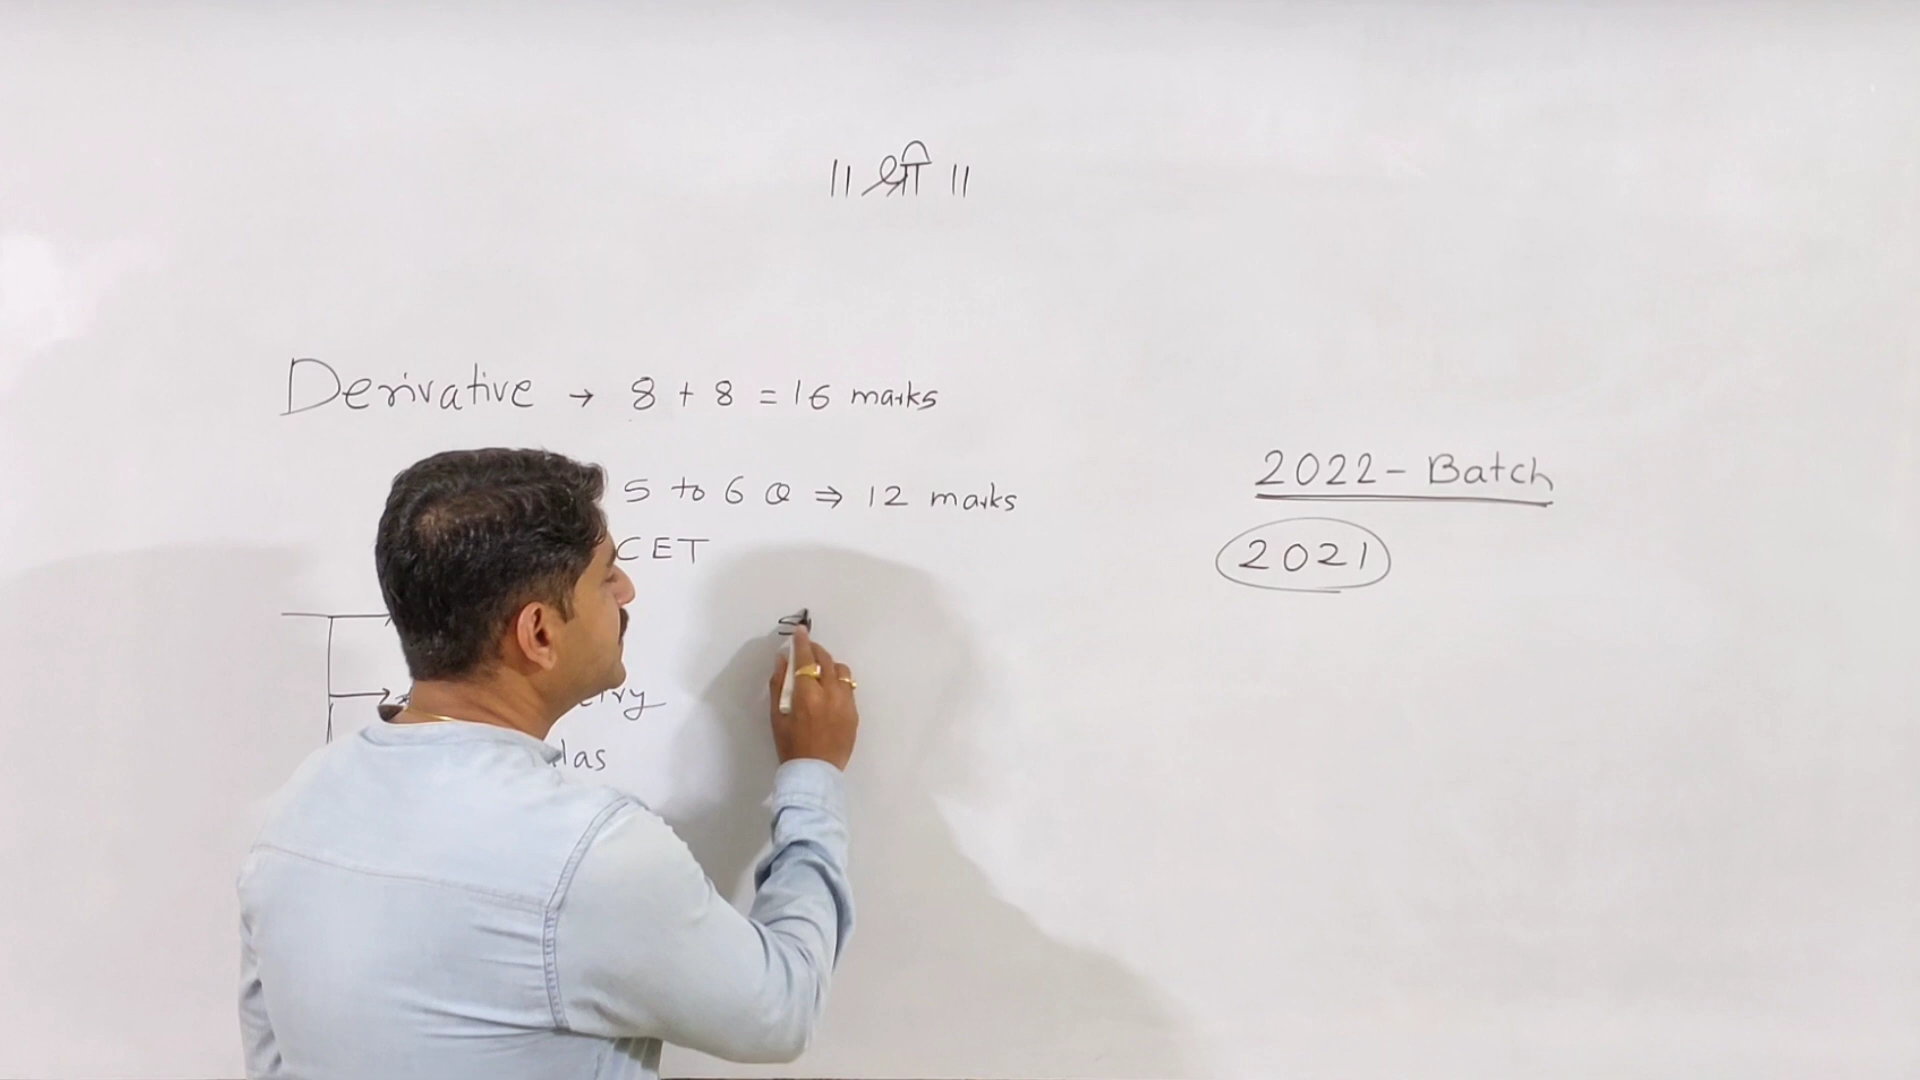 ॥ श्री ॥
Derivative → 8 + 8 = 16 marks
5 to 6 Q ⇒ 12 marks
CET
2022 - Batch
2021